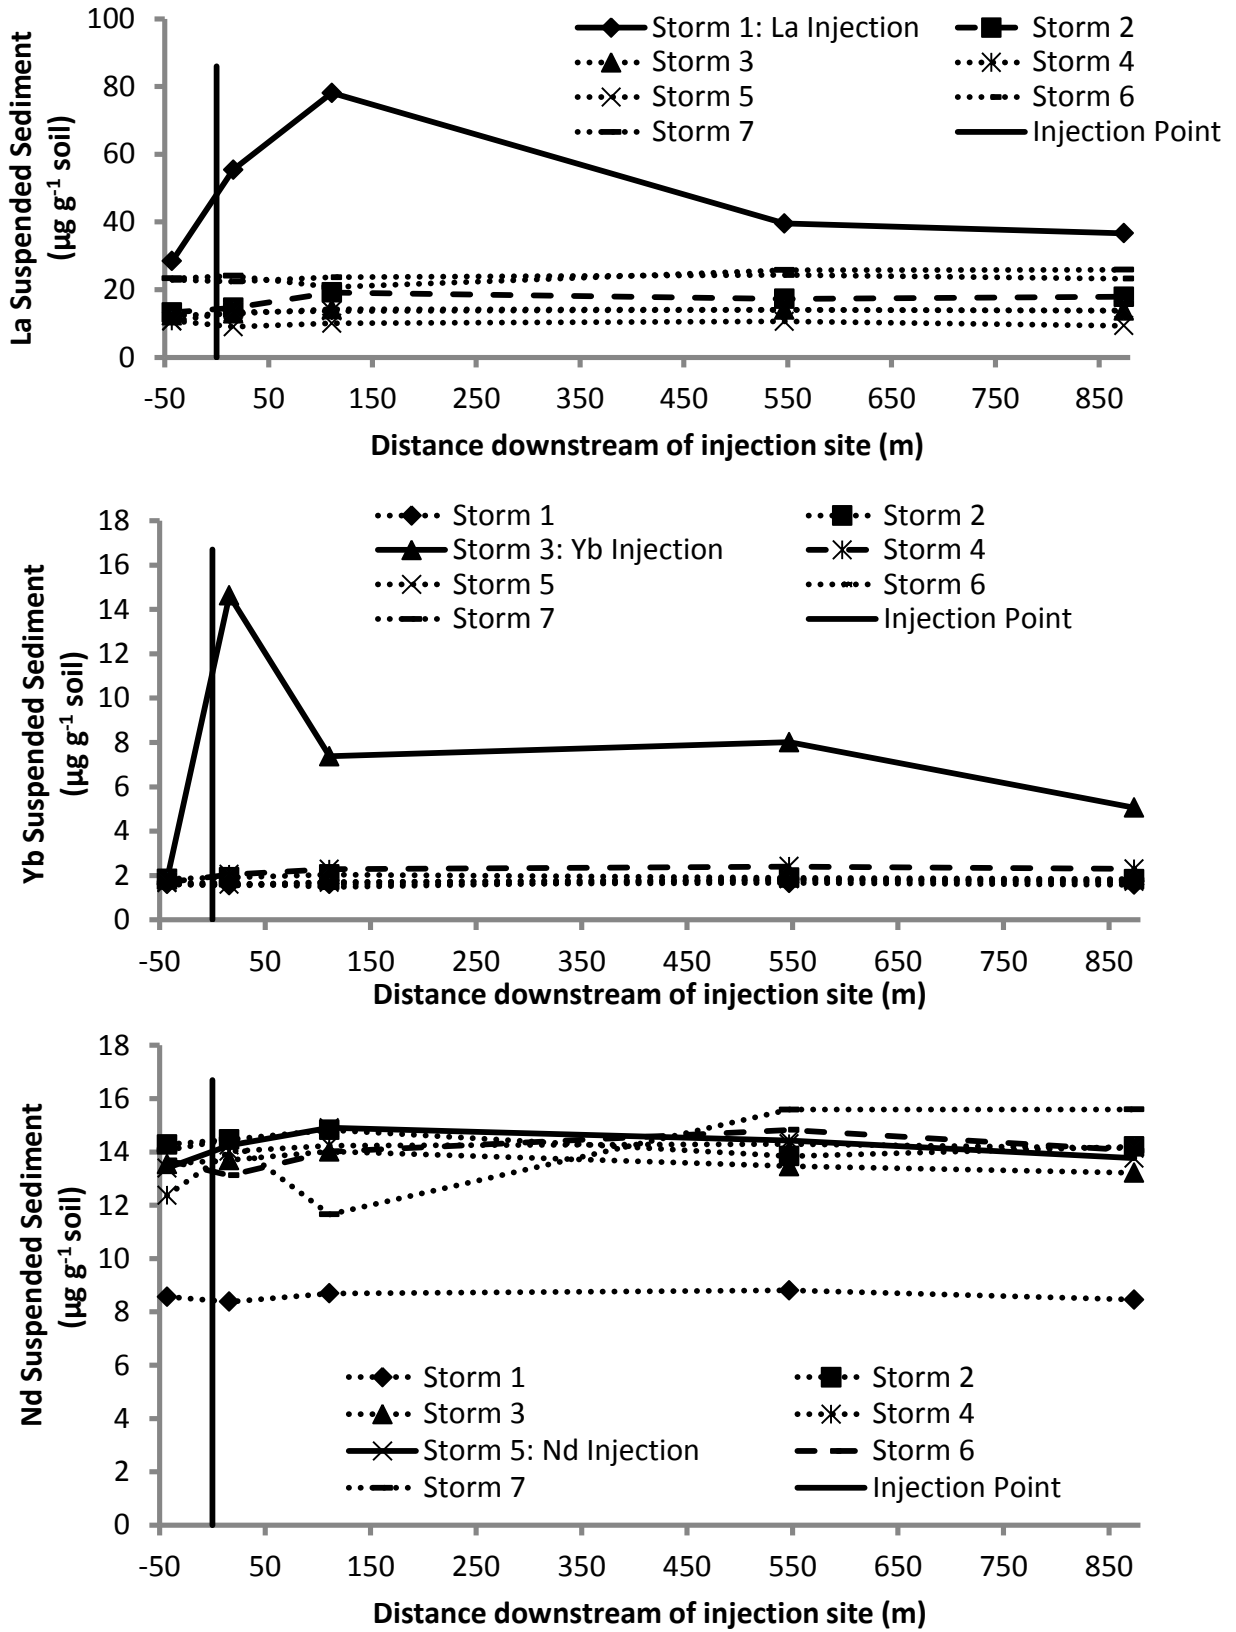 La Suspended Sediment
(µg g-1 soil)
100
80
60
40
20
0
Storm 1: La Injection
Storm 2
Storm 3
Storm 4
Storm 5
Storm 6
Storm 7
Injection Point
-50 50 150 250 350 450 550 650 750 850
Distance downstream of injection site (m)
Yb Suspended Sediment
(µg g-1 soil)
18
16
14
12
10
8
6
4
2
0
Storm 1
Storm 2
Storm 3: Yb Injection
Storm 4
Storm 5
Storm 6
Storm 7
Injection Point
-50 50 150 250 350 450 550 650 750 850
Distance downstream of injection site (m)
Nd Suspended Sediment
(µg g-1 soil)
18
16
14
12
10
8
6
4
2
0
Storm 1
Storm 2
Storm 3
Storm 4
Storm 5: Nd Injection
Storm 6
Storm 7
Injection Point
-50 50 150 250 350 450 550 650 750 850
Distance downstream of injection site (m)